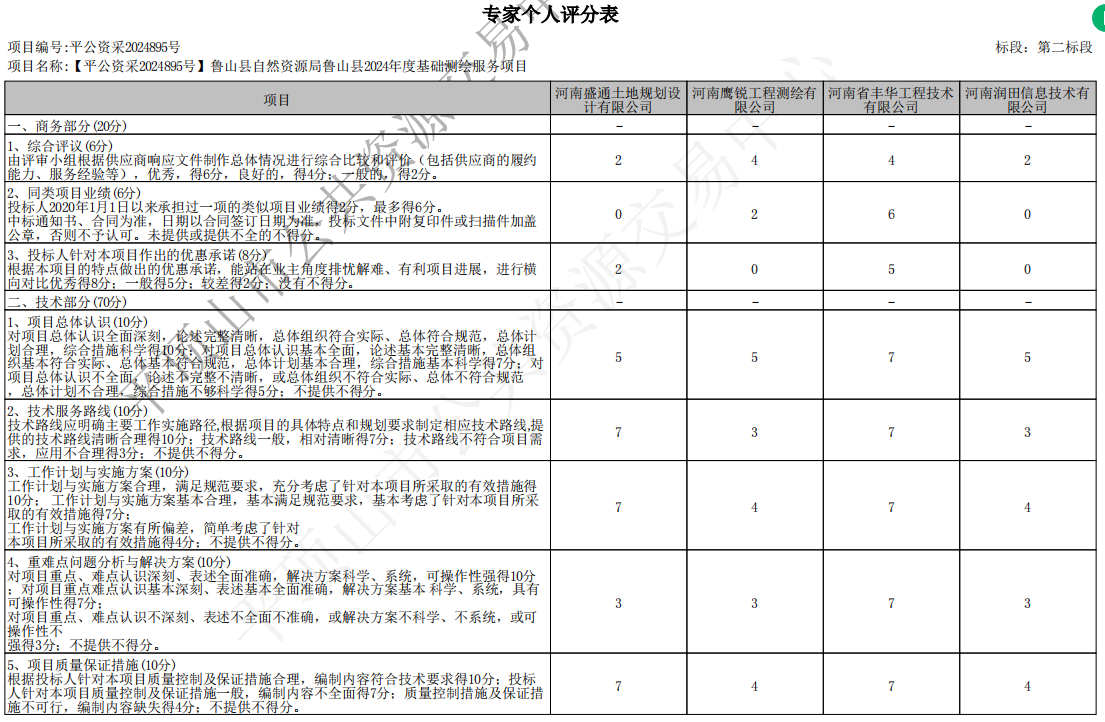 专家个人评分表
项目编号:平公资采2024895号
标段：第二标段
项目名称:【平公资采2024895号】鲁山县自然资源局鲁山县2024年度基础测绘服务项目
项目
河南盛通土地规划设
计有限公司
河南鹰锐工程测绘有
限公司
河南省丰华工程技术
有限公司
河南润田信息技术有
限公司
一、商务部分(20分)
–
–
–
–
1、综合评议(6分)
由评审小组根据供应商响应文件制作总体情况进行综合比较和评价（包括供应商的履约
能力、服务经验等），优秀，得6分，良好的，得4分；一般的，得2分。
2
4
4
2
2、同类项目业绩(6分)
投标人2020年1月1日以来承担过一项的类似项目业绩得2分，最多得6分。
中标通知书、合同为准，日期以合同签订日期为准，投标文件中附复印件或扫描件加盖
公章，否则不予认可。未提供或提供不全的不得分。
0
2
6
0
3、投标人针对本项目作出的优惠承诺(8分)
根据本项目的特点做出的优惠承诺，能站在业主角度排忧解难、有利项目进展，进行横
向对比优秀得8分；一般得5分；较差得2分；没有不得分。
2
0
5
0
二、技术部分(70分)
–
–
–
–
1、项目总体认识(10分)
对项目总体认识全面深刻，论述完整清晰，总体组织符合实际、总体符合规范，总体计
划合理，综合措施科学得10分；对项目总体认识基本全面，论述基本完整清晰，总体组
织基本符合实际、总体基本符合规范，总体计划基本合理，综合措施基本科学得7分；对
项目总体认识不全面，论述不完整不清晰，或总体组织不符合实际、总体不符合规范
，总体计划不合理，综合措施不够科学得5分；不提供不得分。
5
5
7
5
2、技术服务路线(10分)
技术路线应明确主要工作实施路径,根据项目的具体特点和规划要求制定相应技术路线,提
供的技术路线清晰合理得10分；技术路线一般，相对清晰得7分；技术路线不符合项目需
求，应用不合理得3分；不提供不得分。
7
3
7
3
3、工作计划与实施方案(10分)
工作计划与实施方案合理，满足规范要求，充分考虑了针对本项目所采取的有效措施得
10分； 工作计划与实施方案基本合理，基本满足规范要求，基本考虑了针对本项目所采
取的有效措施得7分；
工作计划与实施方案有所偏差，简单考虑了针对
本项目所采取的有效措施得4分；不提供不得分。
7
4
7
4
4、重难点问题分析与解决方案(10分)
对项目重点、难点认识深刻、表述全面准确，解决方案科学、系统，可操作性强得10分
；对项目重点难点认识基本深刻、表述基本全面准确，解决方案基本 科学、系统，具有
可操作性得7分；
对项目重点、难点认识不深刻、表述不全面不准确，或解决方案不科学、不系统，或可
操作性不
强得3分；不提供不得分。
3
3
7
3
5、项目质量保证措施(10分)
根据投标人针对本项目质量控制及保证措施合理，编制内容符合技术要求得10分；投标
人针对本项目质量控制及保证措施一般，编制内容不全面得7分；质量控制措施及保证措
施不可行，编制内容缺失得4分；不提供不得分。
7
4
7
4
平顶山市公共资源交易中心
平顶山市公共资源交易中心